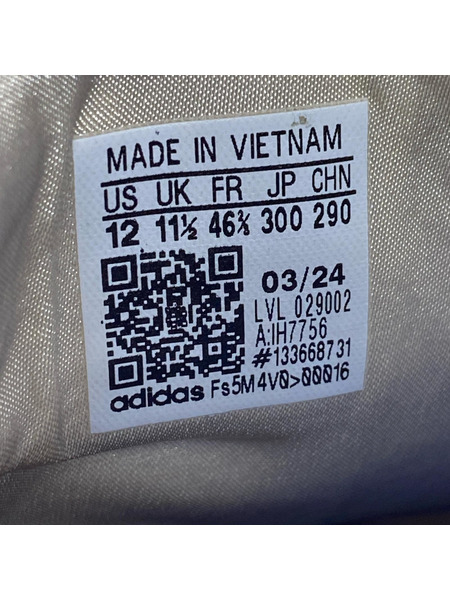 MADE IN VIETNAM
US UK FR JP CHN
12 11½ 46⅔ 300 290
03/24
LVL 029002
A:IH7756
#133668731
adidas Fs5M4V0>00016